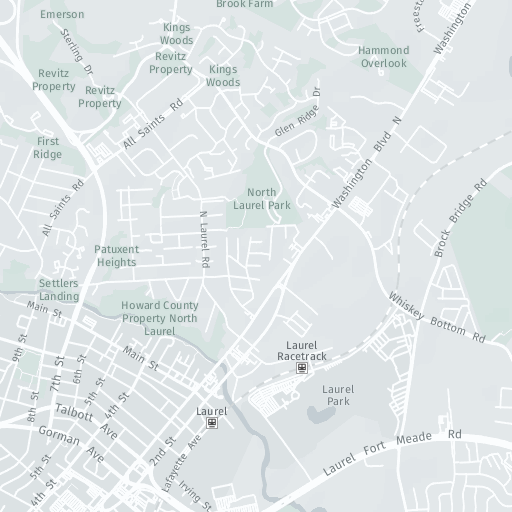 Brook Farm
Emerson
Sterling Dr
Kings
Woods
Revitz
Property
Hammond
Overlook
Freesto
Washington
Revitz
Property
Kings
Woods
Revitz
Property
All Saints Rd
Glen Ridge Dr
First
Ridge
Washington Blvd N
All Saints Rd
North
Laurel Park
N Laurel Rd
Brock Bridge Rd
Patuxent
Heights
Settlers
Landing
Main St
Howard County
Property North
Laurel
Whiskey Bottom Rd
Main St
Laurel
Racetrack
9th St
8th St
7th St
6th St
5th St
4th St
Laurel
Park
Talbott Ave
Laurel
Gorman Ave
2nd St
Lafayette Ave
Laurel Fort Meade Rd
5th St
4th St
Irving St